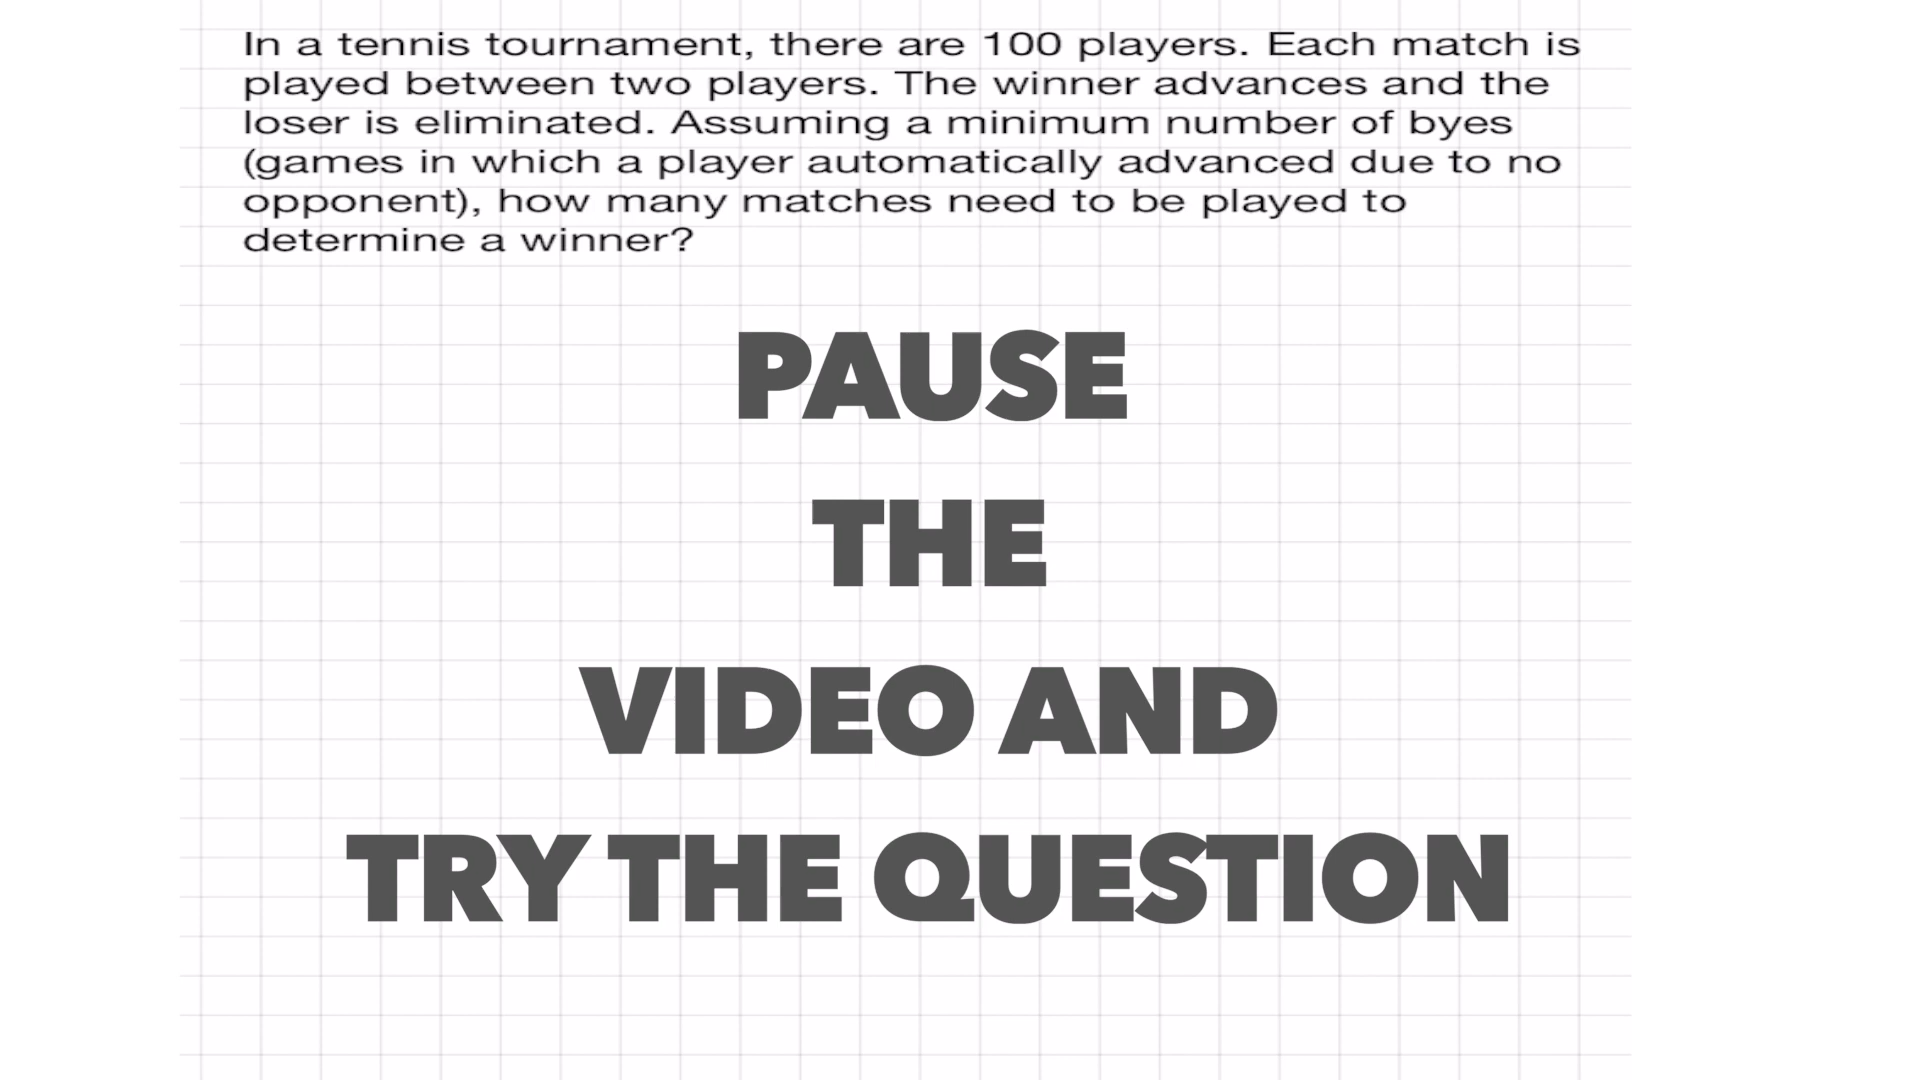 In a tennis tournament, there are 100 players. Each match is
played between two players. The winner advances and the
loser is eliminated. Assuming a minimum number of byes
(games in which a player automatically advanced due to no
opponent), how many matches need to be played to
determine a winner?
PAUSE
THE
VIDEO AND
TRY THE QUESTION